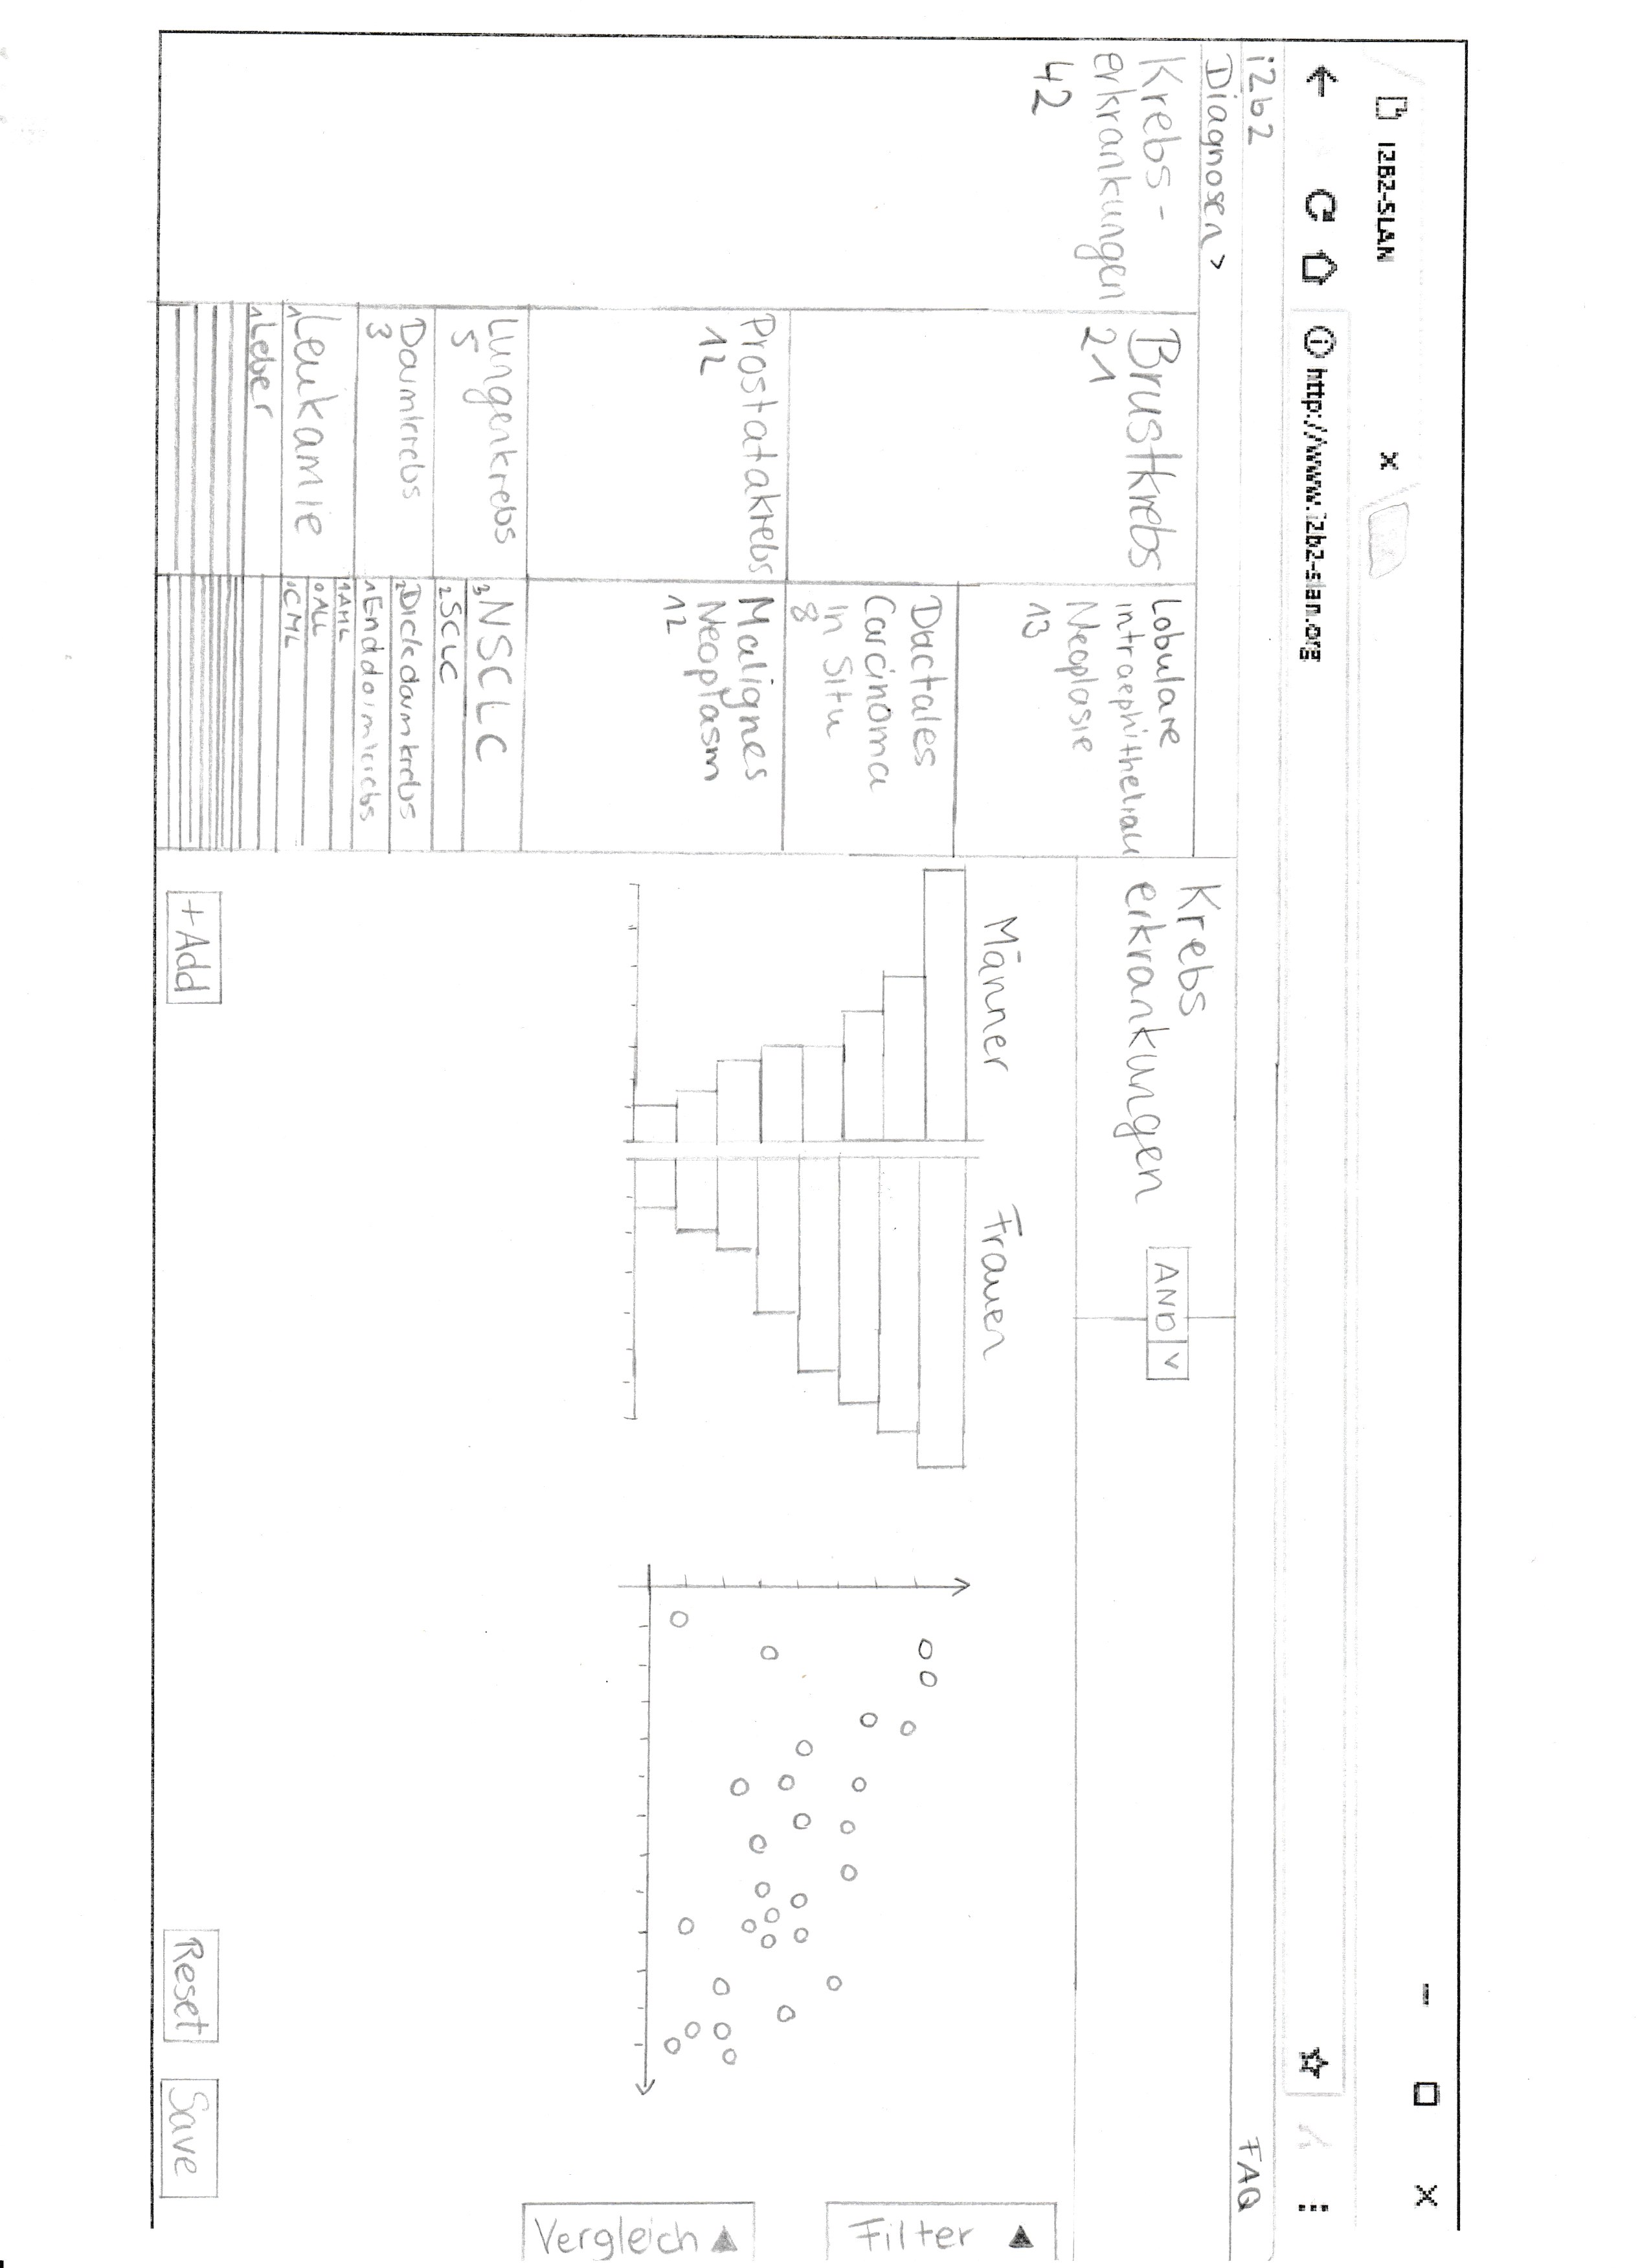 I2B2-SLAN
http://www.i2b2-slan.org
i2b2
FAQ
Diagnosen >
Krebs-
erkrankungen
42
Brustkrebs
21
Lobulare
intraephitheliale
Neoplasie
13
Dactales
Carcinoma
in Situ
8
Prostatakrebs
12
Malignes
Neoplasm
12
Lungenkrebs
5
3 NSCLC
2 SCLC
Darmkrebs
3
2 Dickdarmkrebs
1 Enddarmkrebs
1 Leukamie
1 AML
0 ALL
0 CML
1 Leber
Krebs
erkrankungen
AND V
Männer
Frauen
Filter
Vergleich
+Add
Reset
Save